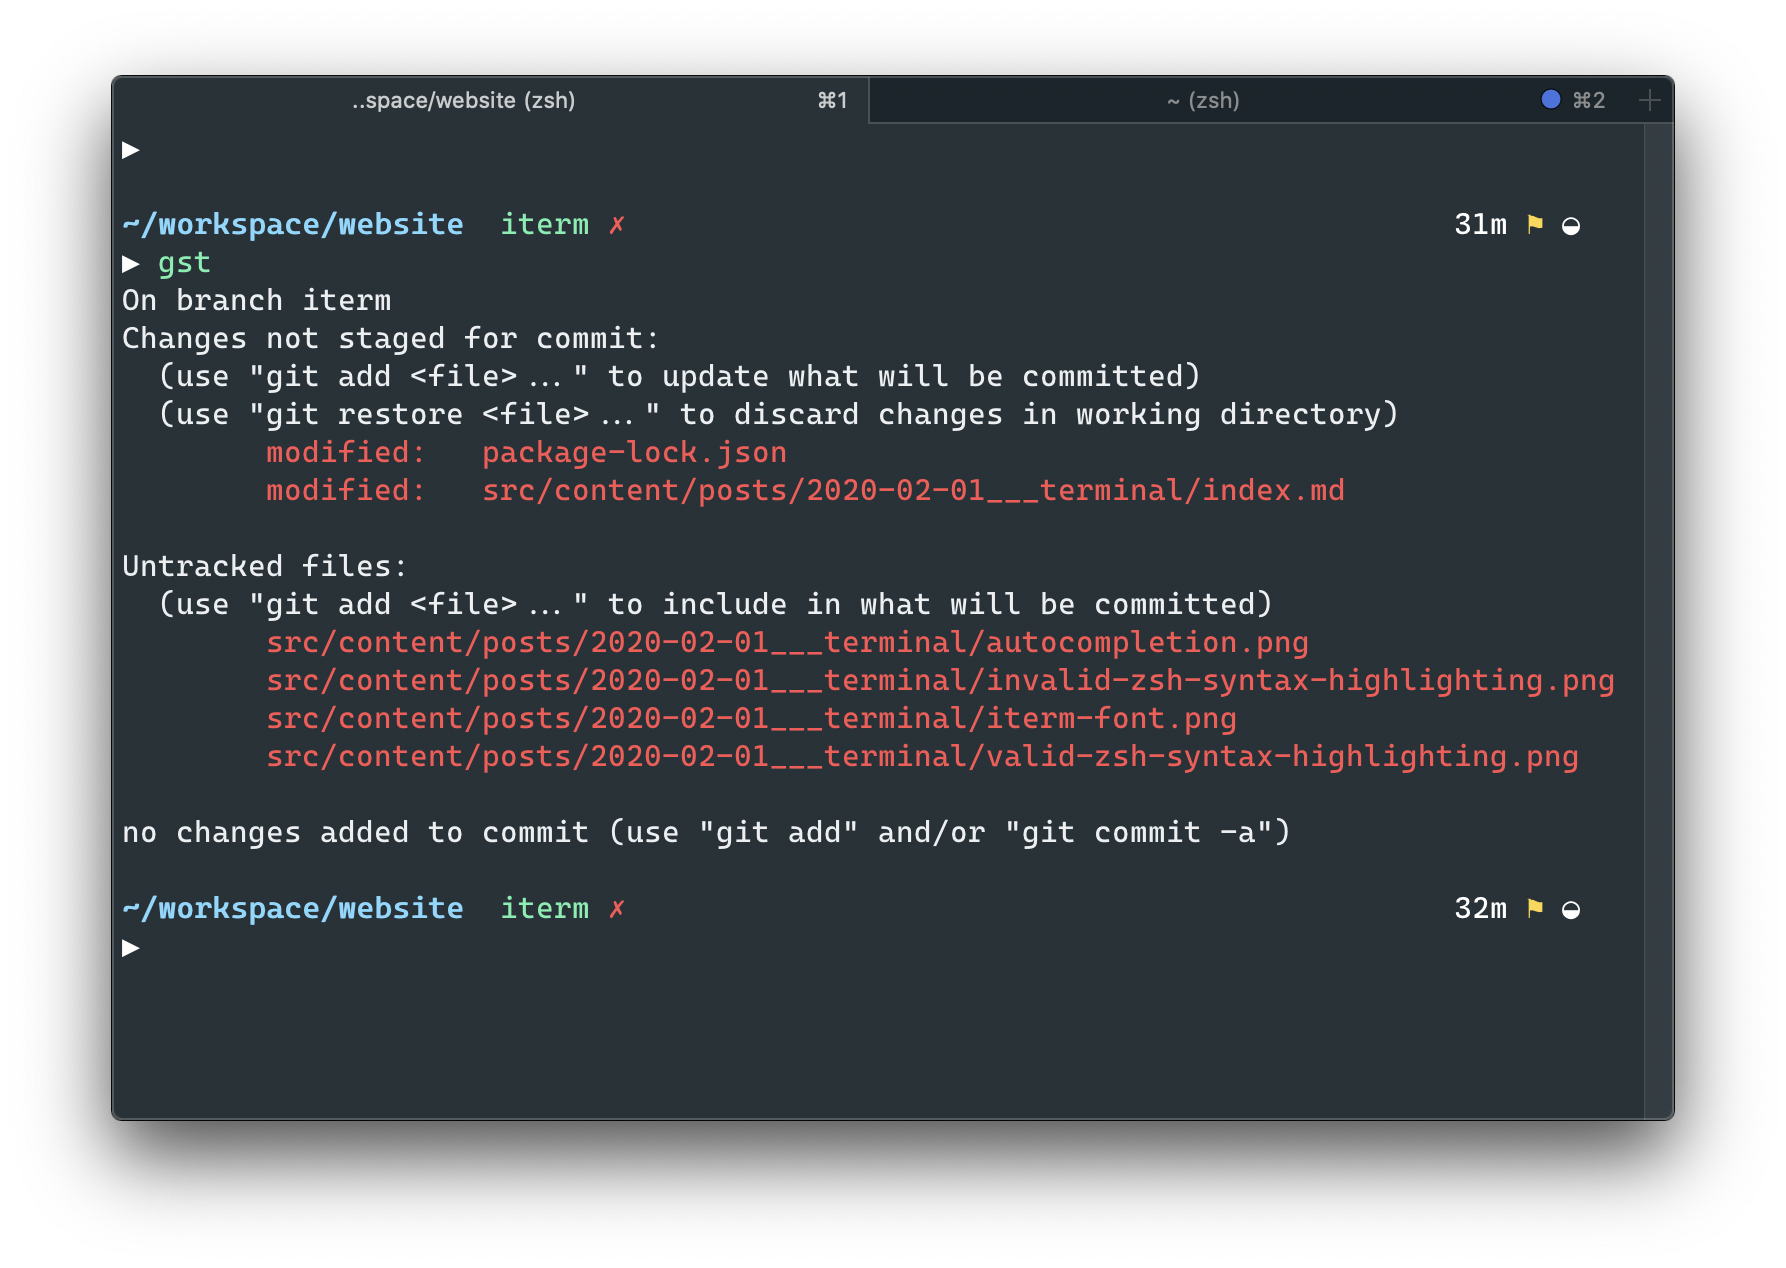 ..space/website (zsh) ⌘1 ~ (zsh) ⌘2
▶
~/workspace/website iterm ✗ 31m ⚑ ◒
▶ gst
On branch iterm
Changes not staged for commit:
  (use "git add <file>..." to update what will be committed)
  (use "git restore <file>..." to discard changes in working directory)
        modified:   package-lock.json
        modified:   src/content/posts/2020-02-01___terminal/index.md

Untracked files:
  (use "git add <file>..." to include in what will be committed)
        src/content/posts/2020-02-01___terminal/autocompletion.png
        src/content/posts/2020-02-01___terminal/invalid-zsh-syntax-highlighting.png
        src/content/posts/2020-02-01___terminal/iterm-font.png
        src/content/posts/2020-02-01___terminal/valid-zsh-syntax-highlighting.png

no changes added to commit (use "git add" and/or "git commit -a")

~/workspace/website iterm ✗ 32m ⚑ ◒
▶